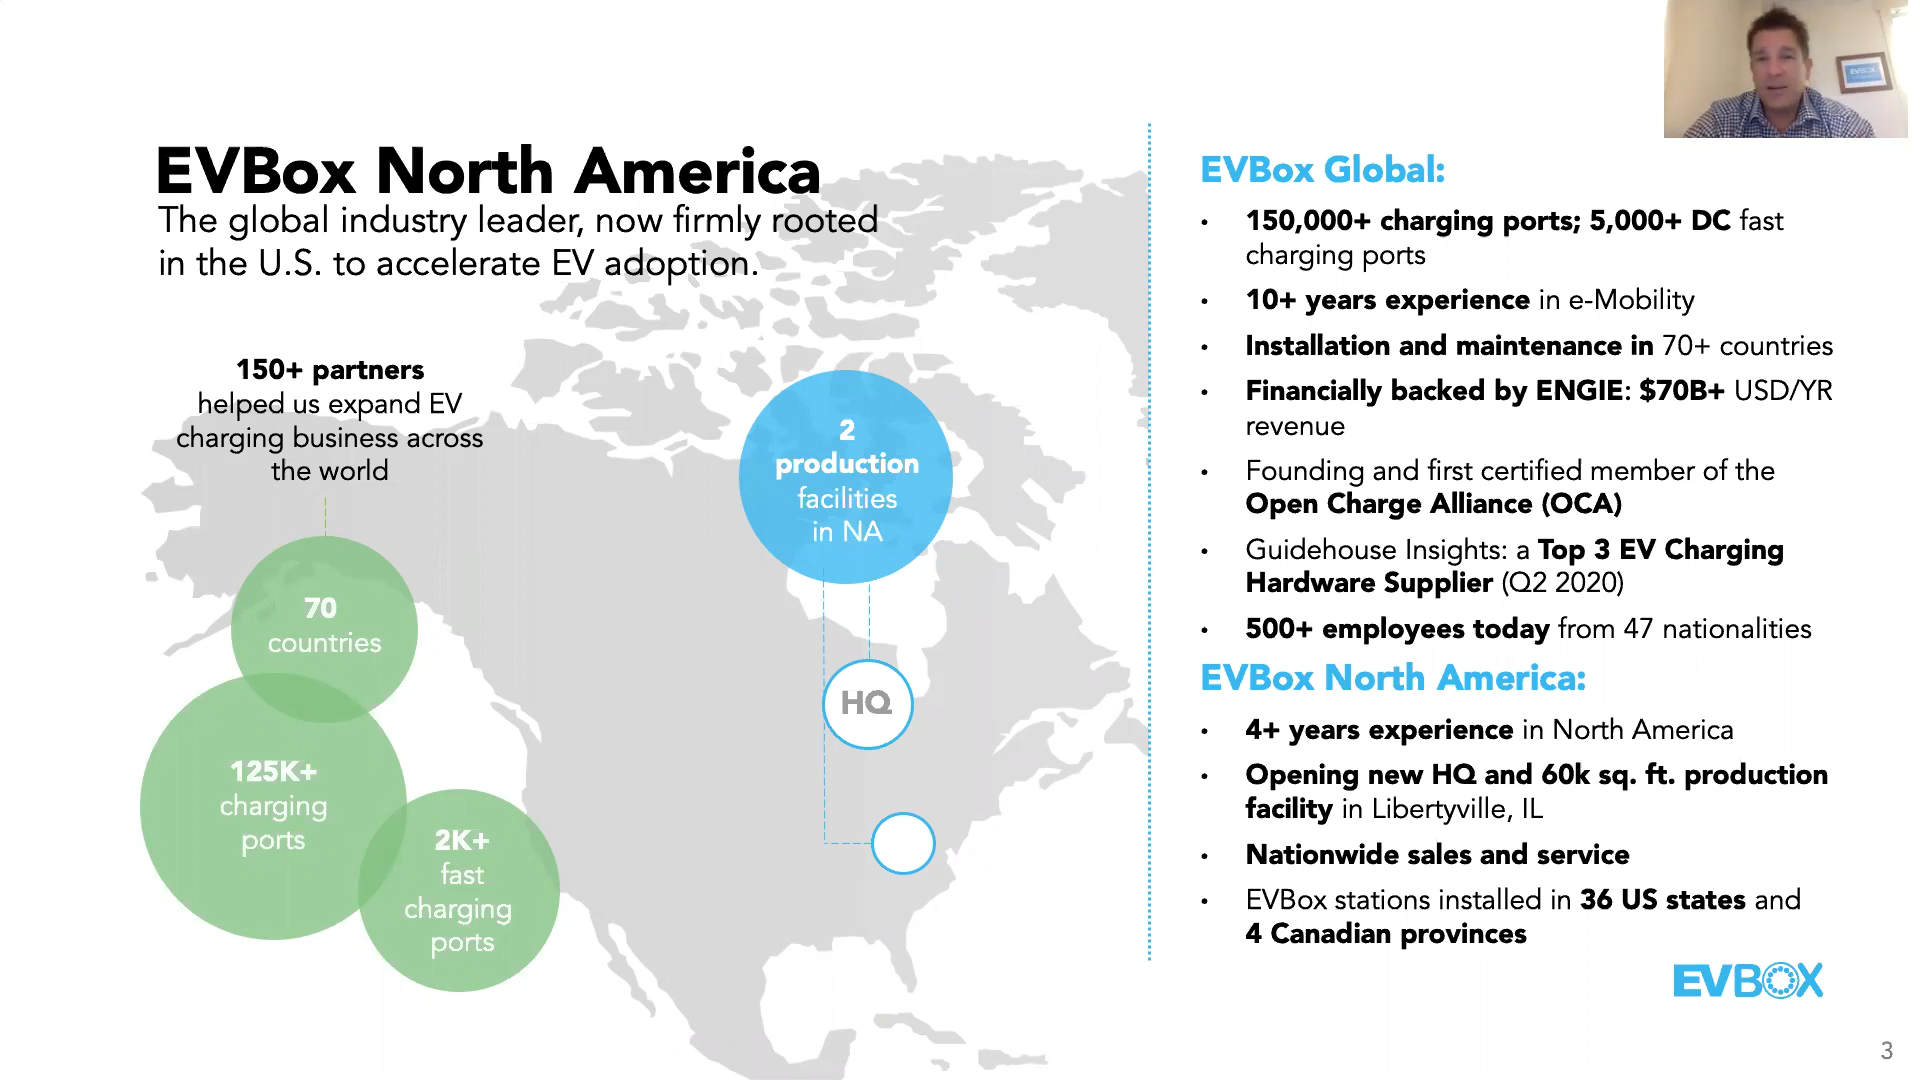 EVBox North America
The global industry leader, now firmly rooted
in the U.S. to accelerate EV adoption.
150+ partners
helped us expand EV
charging business across
the world
70
countries
125K+
charging
ports
2K+
fast
charging
ports
2
production
facilities
in NA
HQ
EVBox Global:
• 150,000+ charging ports; 5,000+ DC fast
charging ports
• 10+ years experience in e-Mobility
• Installation and maintenance in 70+ countries
• Financially backed by ENGIE: $70B+ USD/YR
revenue
• Founding and first certified member of the
Open Charge Alliance (OCA)
• Guidehouse Insights: a Top 3 EV Charging
Hardware Supplier (Q2 2020)
• 500+ employees today from 47 nationalities
EVBox North America:
• 4+ years experience in North America
• Opening new HQ and 60k sq. ft. production
facility in Libertyville, IL
• Nationwide sales and service
• EVBox stations installed in 36 US states and
4 Canadian provinces
EVBOX
3
EVBOX